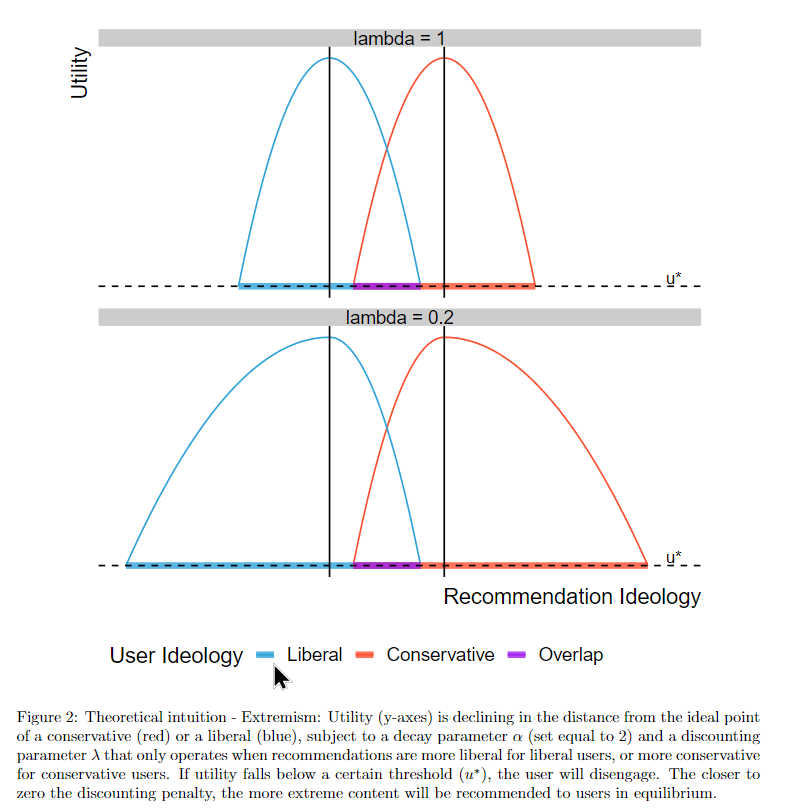 lambda = 1
Utility
u*
lambda = 0.2
u*
Recommendation Ideology
User Ideology Liberal Conservative Overlap
Figure 2: Theoretical intuition - Extremism: Utility (y-axes) is declining in the distance from the ideal point
of a conservative (red) or a liberal (blue), subject to a decay parameter α (set equal to 2) and a discounting
parameter λ that only operates when recommendations are more liberal for liberal users, or more conservative
for conservative users. If utility falls below a certain threshold (u*), the user will disengage. The closer to
zero the discounting penalty, the more extreme content will be recommended to users in equilibrium.